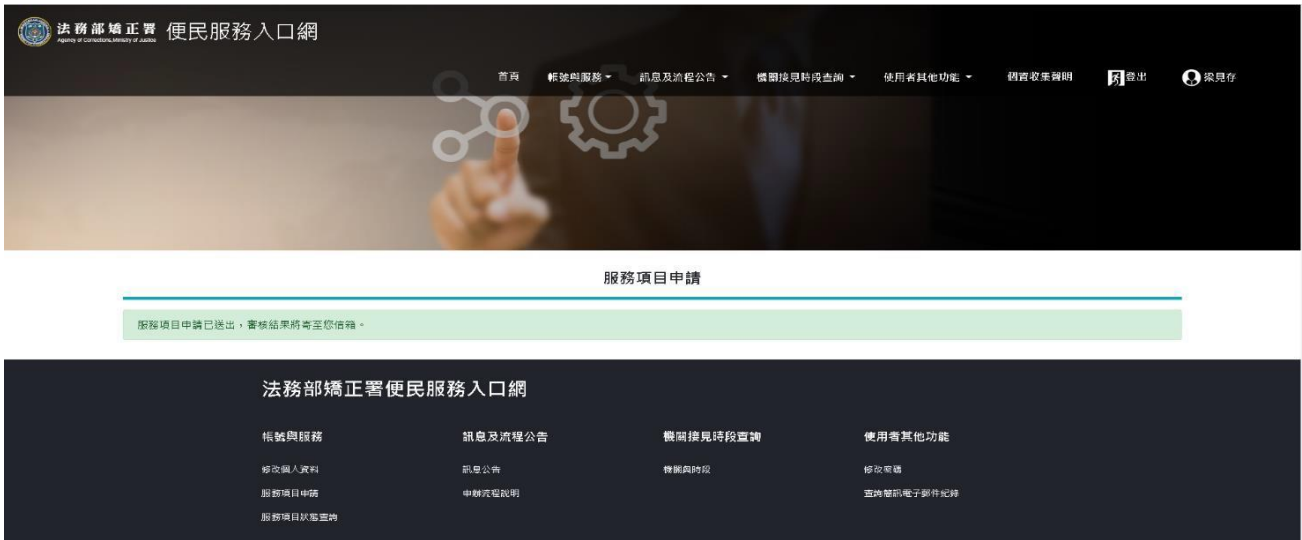 法務部矯正署 便民服務入口網
Agency of Corrections, Ministry of Justice
首頁 帳號與服務 訊息及流程公告 機關接見時段查詢 使用者其他功能 個資收集聲明 登出 梁見存
服務項目申請
服務項目申請已送出，審核結果將寄至您信箱。
法務部矯正署便民服務入口網
帳號與服務 訊息及流程公告 機關接見時段查詢 使用者其他功能
修改個人資料 訊息公告 機關與時段 修改密碼
服務項目申請 申辦流程說明 查詢簡訊電子郵件紀錄
服務項目狀態查詢